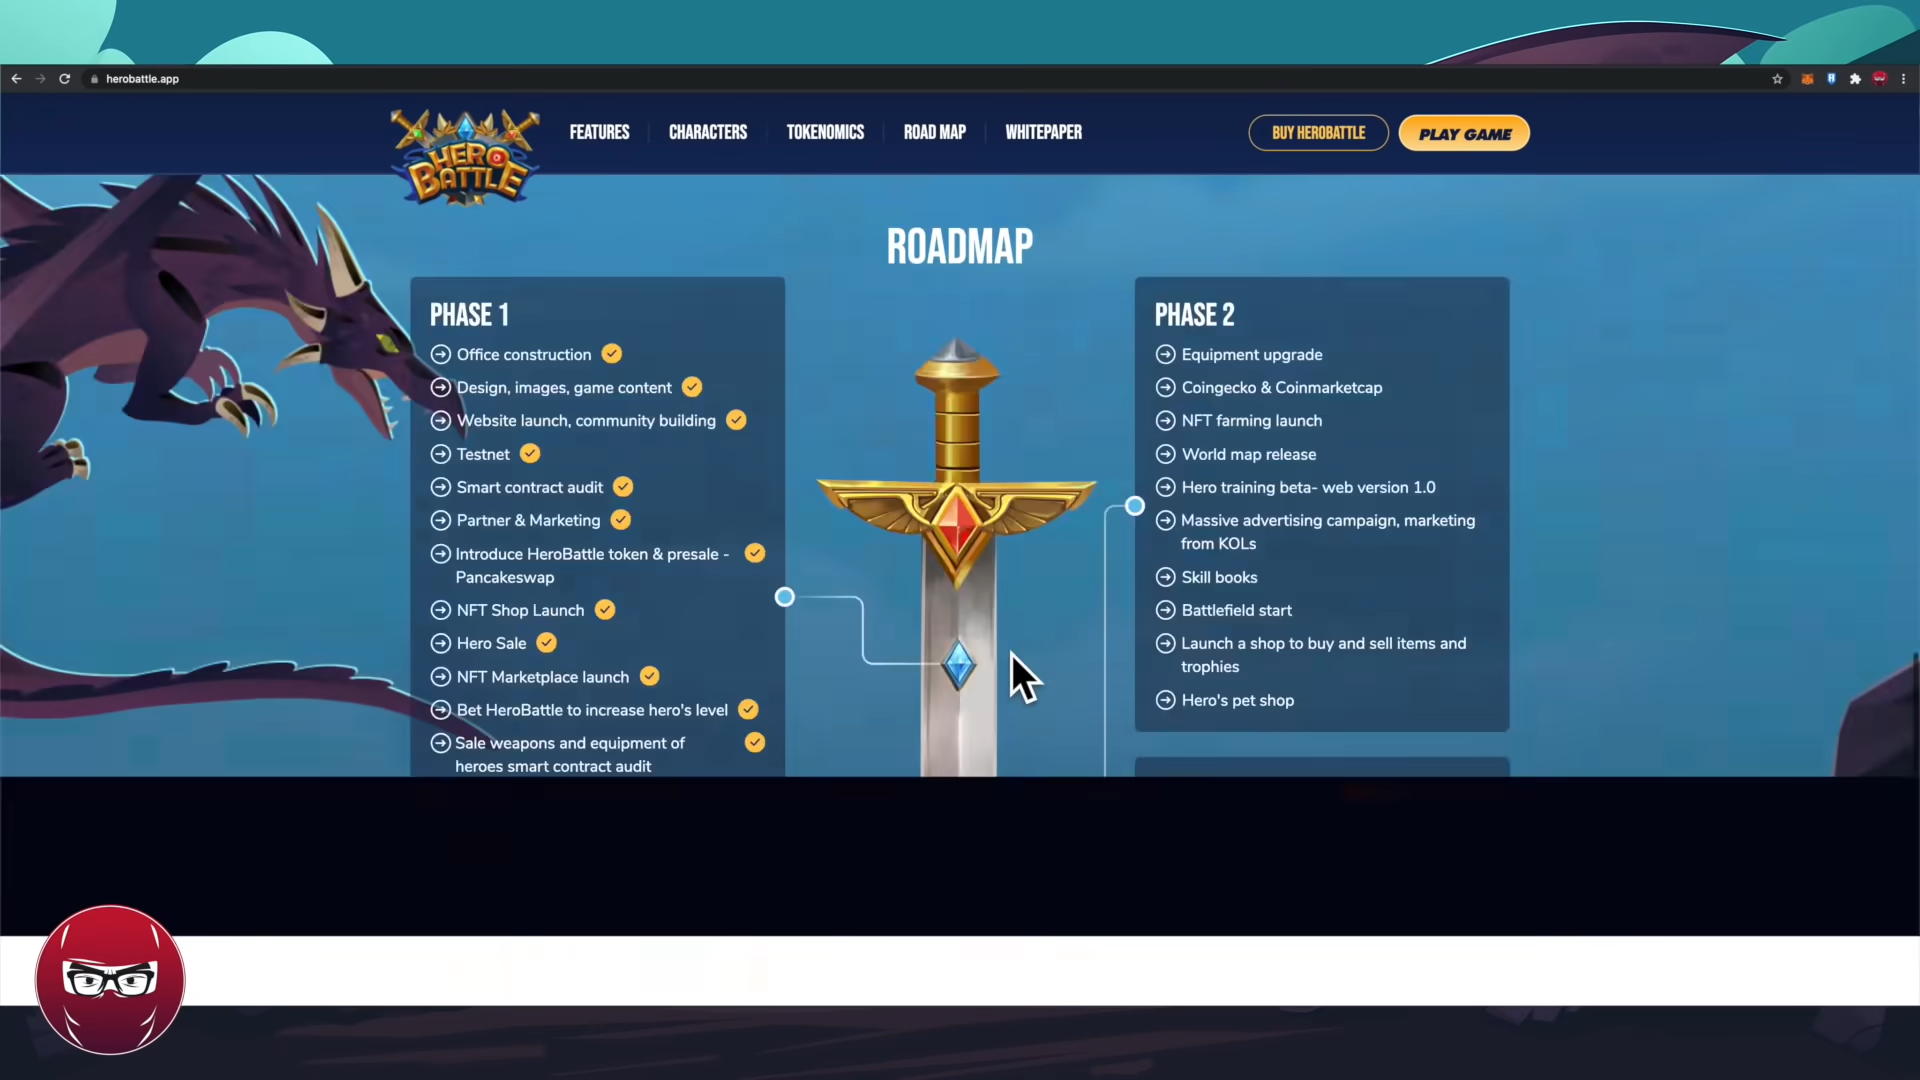 herobattle.app
HERO
BATTLE
FEATURES
CHARACTERS
TOKENOMICS
ROAD MAP
WHITEPAPER
BUY HEROBATTLE
PLAY GAME
ROADMAP
PHASE 1
Office construction
Design, images, game content
Website launch, community building
Testnet
Smart contract audit
Partner & Marketing
Introduce HeroBattle token & presale -
Pancakeswap
NFT Shop Launch
Hero Sale
NFT Marketplace launch
Bet HeroBattle to increase hero's level
Sale weapons and equipment of
heroes smart contract audit
PHASE 2
Equipment upgrade
Coingecko & Coinmarketcap
NFT farming launch
World map release
Hero training beta- web version 1.0
Massive advertising campaign, marketing
from KOLs
Skill books
Battlefield start
Launch a shop to buy and sell items and
trophies
Hero's pet shop